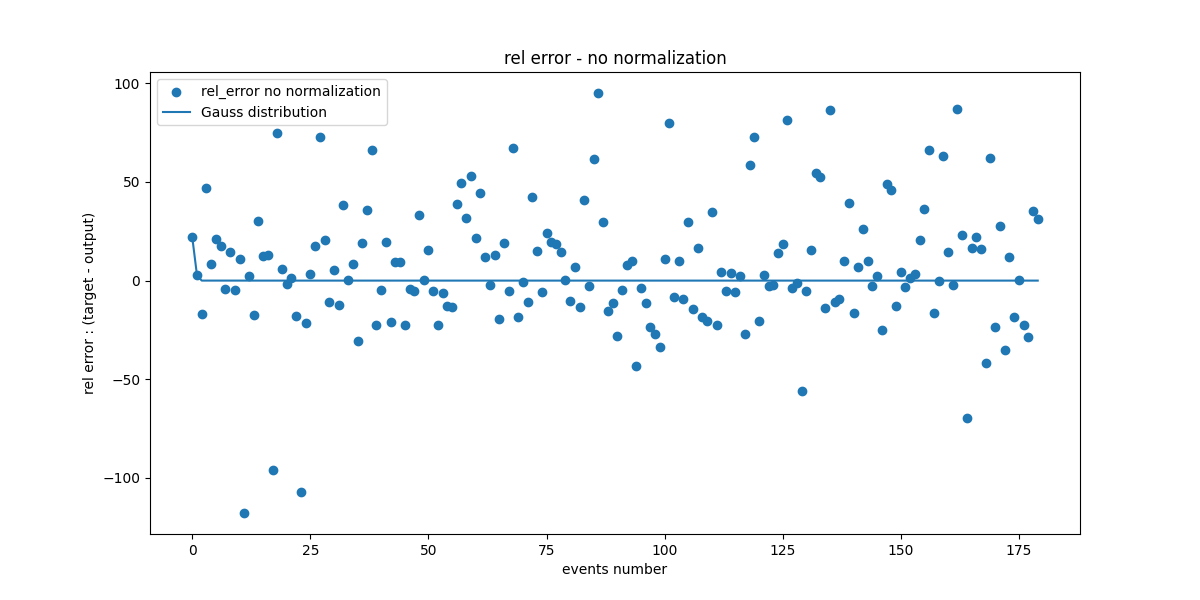 rel error - no normalization
rel_error no normalization
Gauss distribution
rel error : (target - output)
100
50
0
−50
−100
0
25
50
75
100
125
150
175
events number